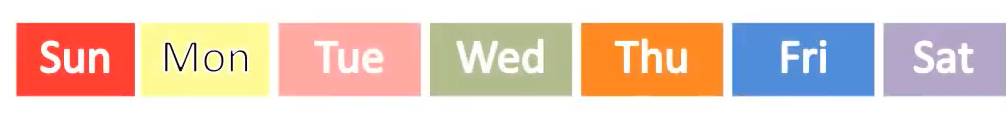 Sun Mon Tue Wed Thu Fri Sat